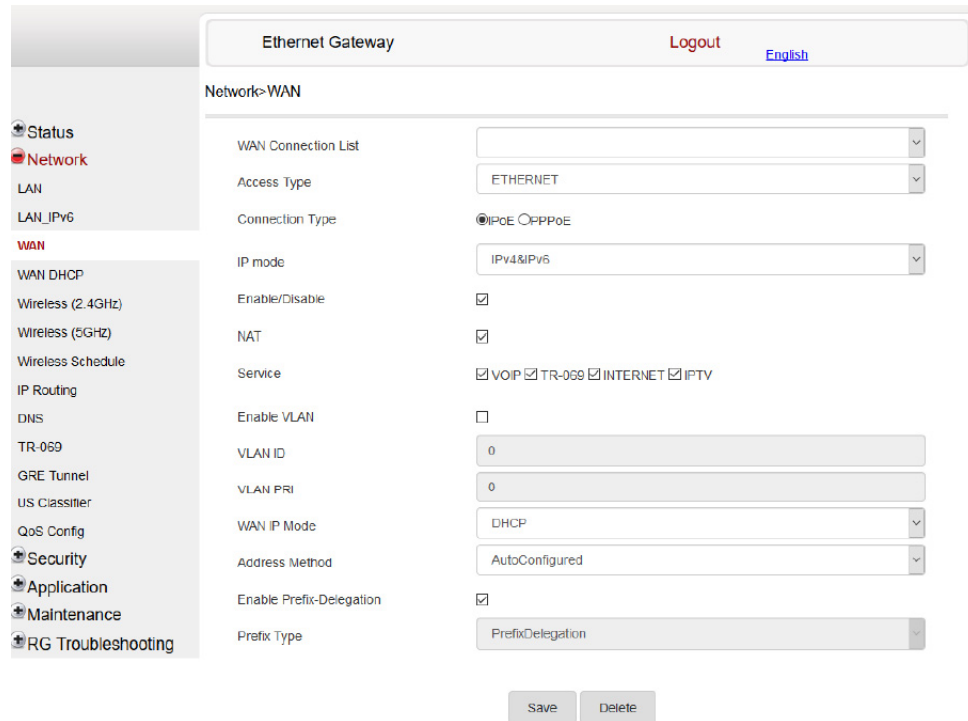 Ethernet Gateway Logout English
Network>WAN
Status
Network
LAN
LAN_IPv6
WAN
WAN DHCP
Wireless (2.4GHz)
Wireless (5GHz)
Wireless Schedule
IP Routing
DNS
TR-069
GRE Tunnel
US Classifier
QoS Config
Security
Application
Maintenance
RG Troubleshooting
WAN Connection List
Access Type ETHERNET
Connection Type IPoE PPPoE
IP mode IPv4&IPv6
Enable/Disable
NAT
Service VOIP TR-069 INTERNET IPTV
Enable VLAN
VLAN ID 0
VLAN PRI 0
WAN IP Mode DHCP
Address Method AutoConfigured
Enable Prefix-Delegation
Prefix Type PrefixDelegation
Save Delete